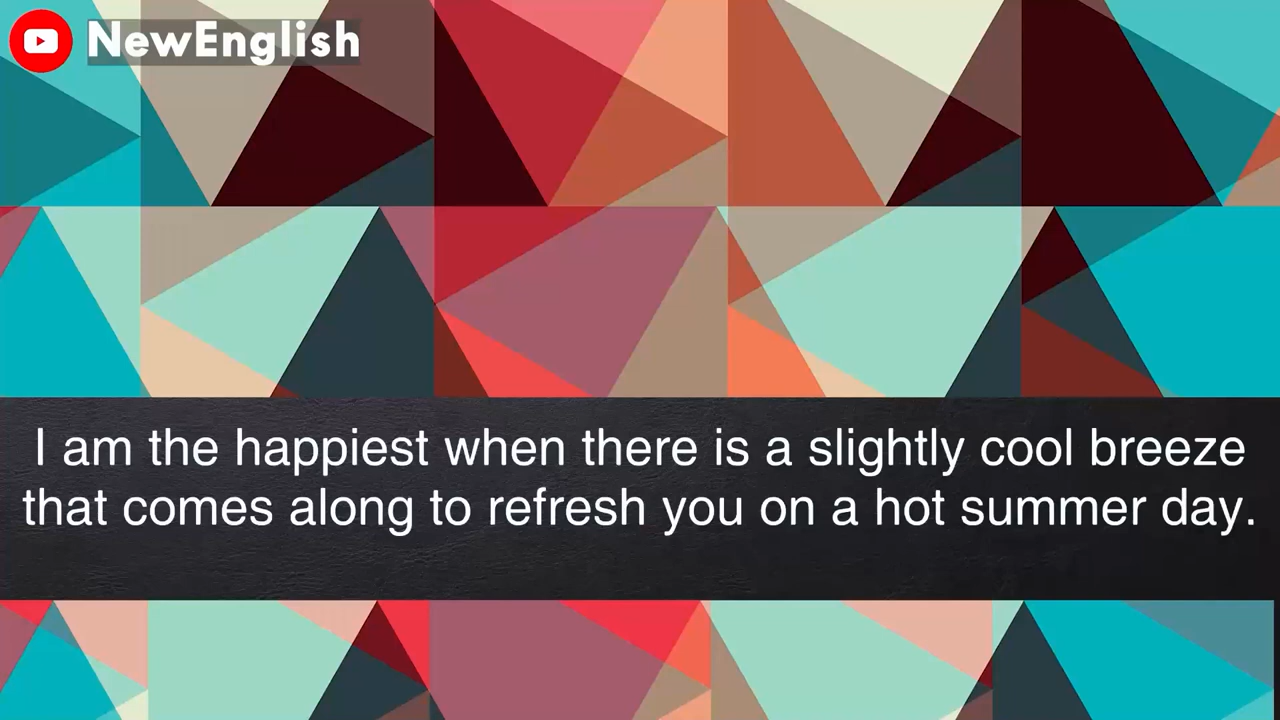 NewEnglish
I am the happiest when there is a slightly cool breeze
that comes along to refresh you on a hot summer day.